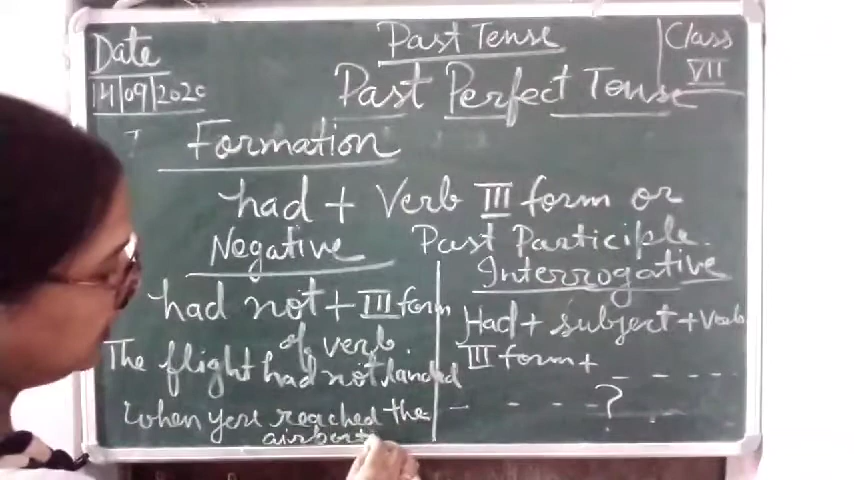 Date
14/09/2020
Past Tense
Class
VII
Past Perfect Tense
Formation
had + Verb III form or
Past Participle.
Negative
had not + III form
of verb.
The flight had not landed
when you reached the
airport
Interrogative
Had + subject + Verb
III form + _ _ _ _ _
_ _ _ _ ?